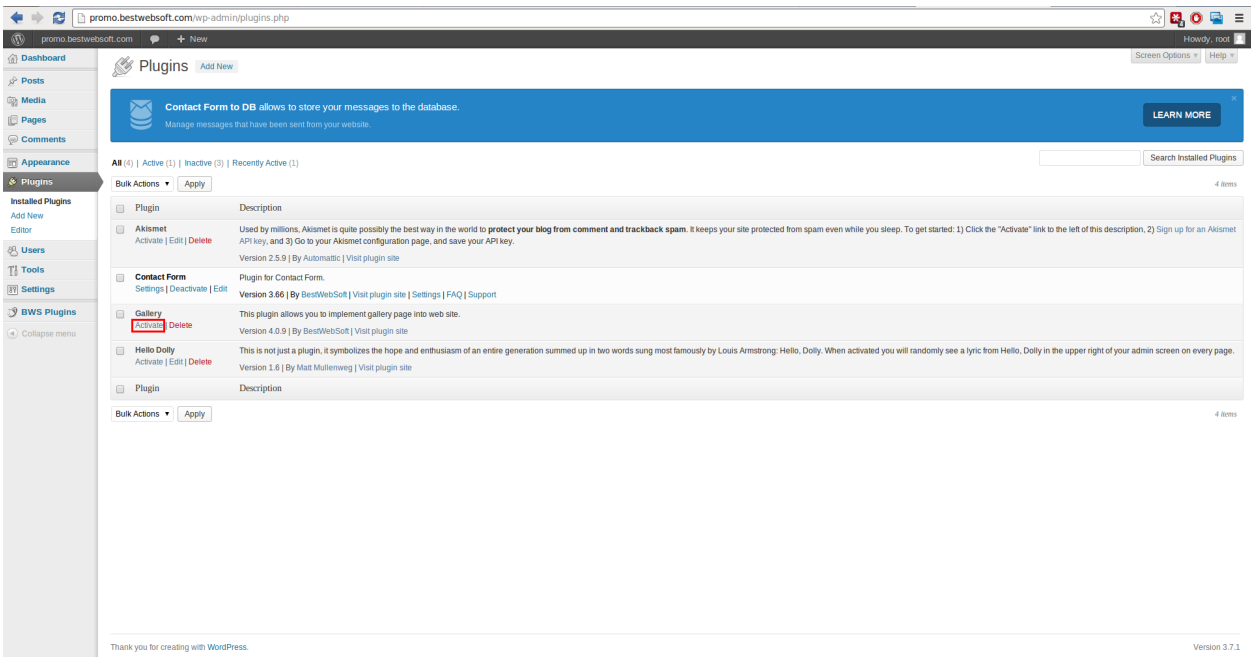 promo.bestwebsoft.com/wp-admin/plugins.php
promo.bestwebsoft.com + New Howdy, root
Screen Options Help
Dashboard
Posts
Media
Pages
Comments
Appearance
Plugins
Installed Plugins
Add New
Editor
Users
Tools
Settings
BWS Plugins
Collapse menu
Plugins Add New
Contact Form to DB allows to store your messages to the database.
Manage messages that have been sent from your website.
LEARN MORE
All (4) | Active (1) | Inactive (3) | Recently Active (1)
Search Installed Plugins
Bulk Actions Apply 4 items
Plugin Description
Akismet
Activate | Edit | Delete
Used by millions, Akismet is quite possibly the best way in the world to protect your blog from comment and trackback spam. It keeps your site protected from spam even while you sleep. To get started: 1) Click the "Activate" link to the left of this description, 2) Sign up for an Akismet
API key, and 3) Go to your Akismet configuration page, and save your API key.
Version 2.5.9 | By Automattic | Visit plugin site
Contact Form
Settings | Deactivate | Edit
Plugin for Contact Form.
Version 3.66 | By BestWebSoft | Visit plugin site | Settings | FAQ | Support
Gallery
Activate | Delete
This plugin allows you to implement gallery page into web site.
Version 4.0.9 | By BestWebSoft | Visit plugin site
Hello Dolly
Activate | Edit | Delete
This is not just a plugin, it symbolizes the hope and enthusiasm of an entire generation summed up in two words sung most famously by Louis Armstrong: Hello, Dolly. When activated you will randomly see a lyric from Hello, Dolly in the upper right of your admin screen on every page.
Version 1.6 | By Matt Mullenweg | Visit plugin site
Plugin Description
Bulk Actions Apply 4 items
Thank you for creating with WordPress. Version 3.7.1